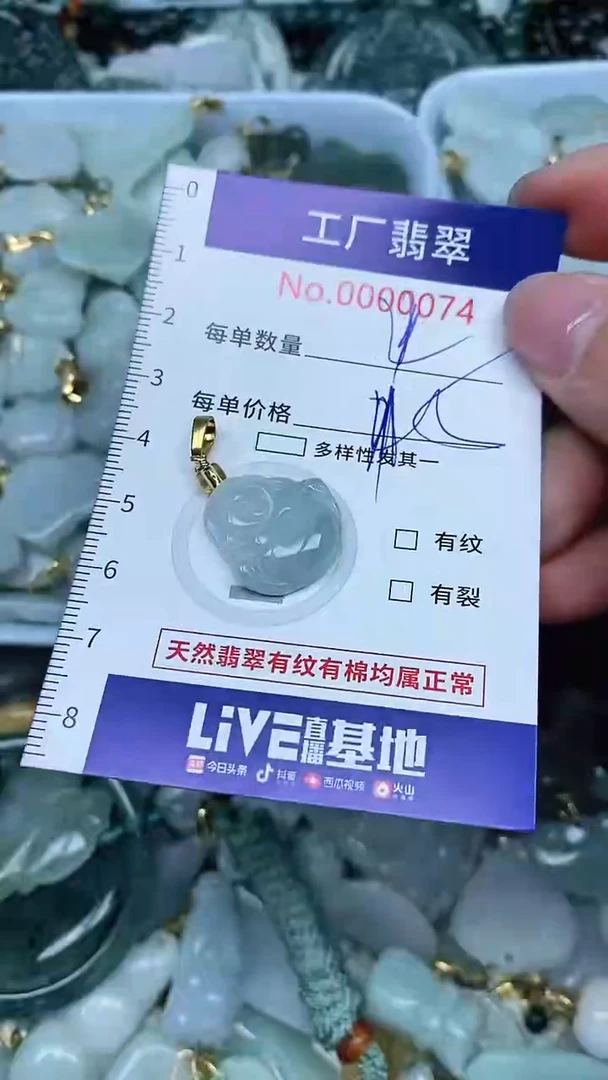 工厂翡翠
No.0000074
每单数量
每单价格
多样性发其一
有纹
有裂
天然翡翠有纹有棉均属正常
LIVE直播基地
今日头条 抖音 西瓜视频 火山
0
1
2
3
4
5
6
7
8